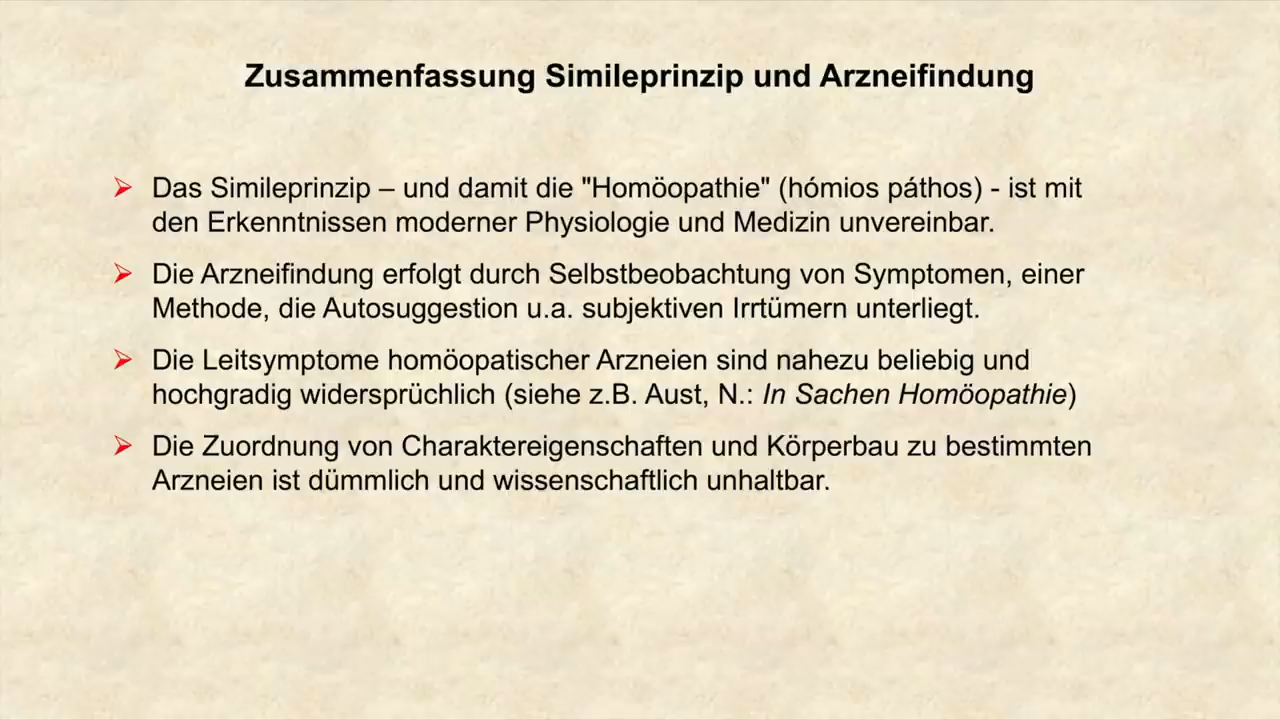 Zusammenfassung Simileprinzip und Arzneifindung
Das Simileprinzip – und damit die "Homöopathie" (hómios páthos) - ist mit
den Erkenntnissen moderner Physiologie und Medizin unvereinbar.
Die Arzneifindung erfolgt durch Selbstbeobachtung von Symptomen, einer
Methode, die Autosuggestion u.a. subjektiven Irrtümern unterliegt.
Die Leitsymptome homöopatischer Arzneien sind nahezu beliebig und
hochgradig widersprüchlich (siehe z.B. Aust, N.: In Sachen Homöopathie)
Die Zuordnung von Charaktereigenschaften und Körperbau zu bestimmten
Arzneien ist dümmlich und wissenschaftlich unhaltbar.